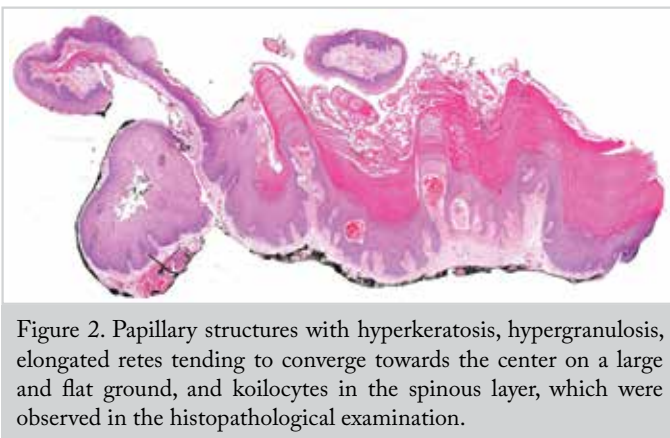 Figure 2. Papillary structures with hyperkeratosis, hypergranulosis,
elongated retes tending to converge towards the center on a large
and flat ground, and koilocytes in the spinous layer, which were
observed in the histopathological examination.